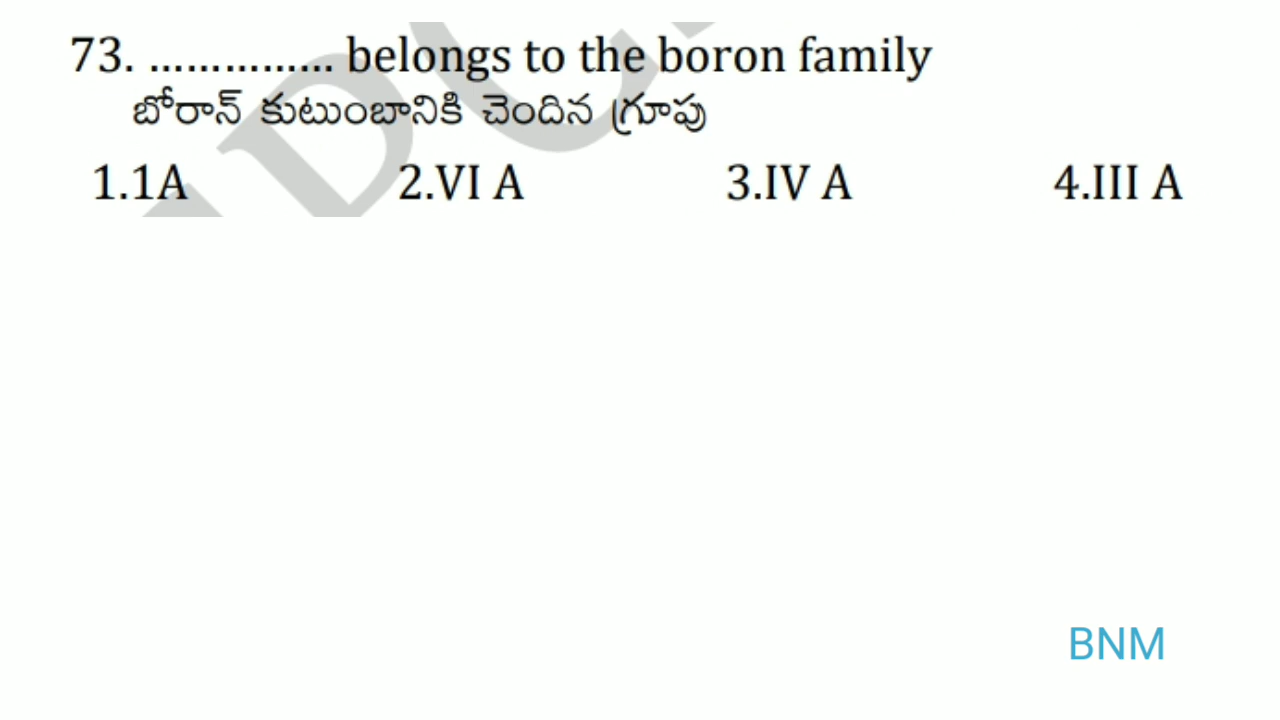 73. …………… belongs to the boron family
బోరాన్ కుటుంబానికి చెందిన గ్రూపు
1.1A 2.VI A 3.IV A 4.III A
BNM